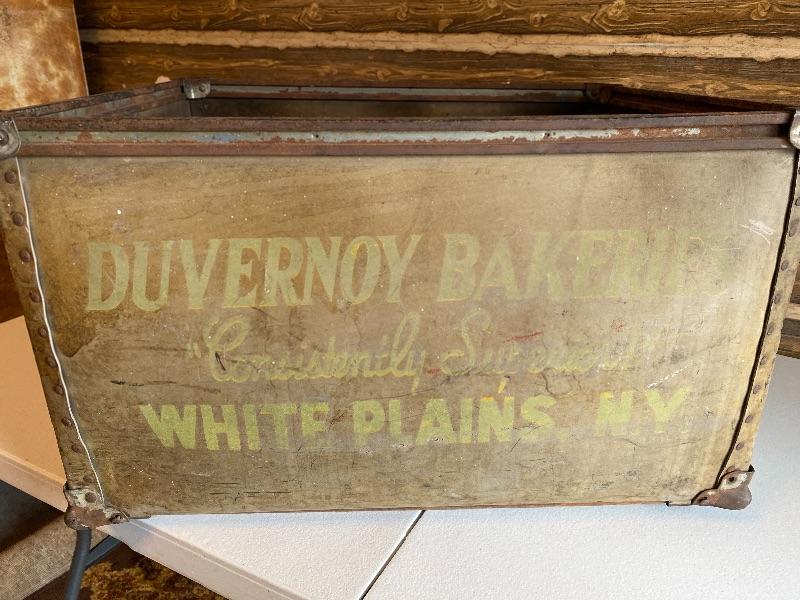 DUVERNOY BAKERIES
"Consistently Superior"
WHITE PLAINS, N.Y.